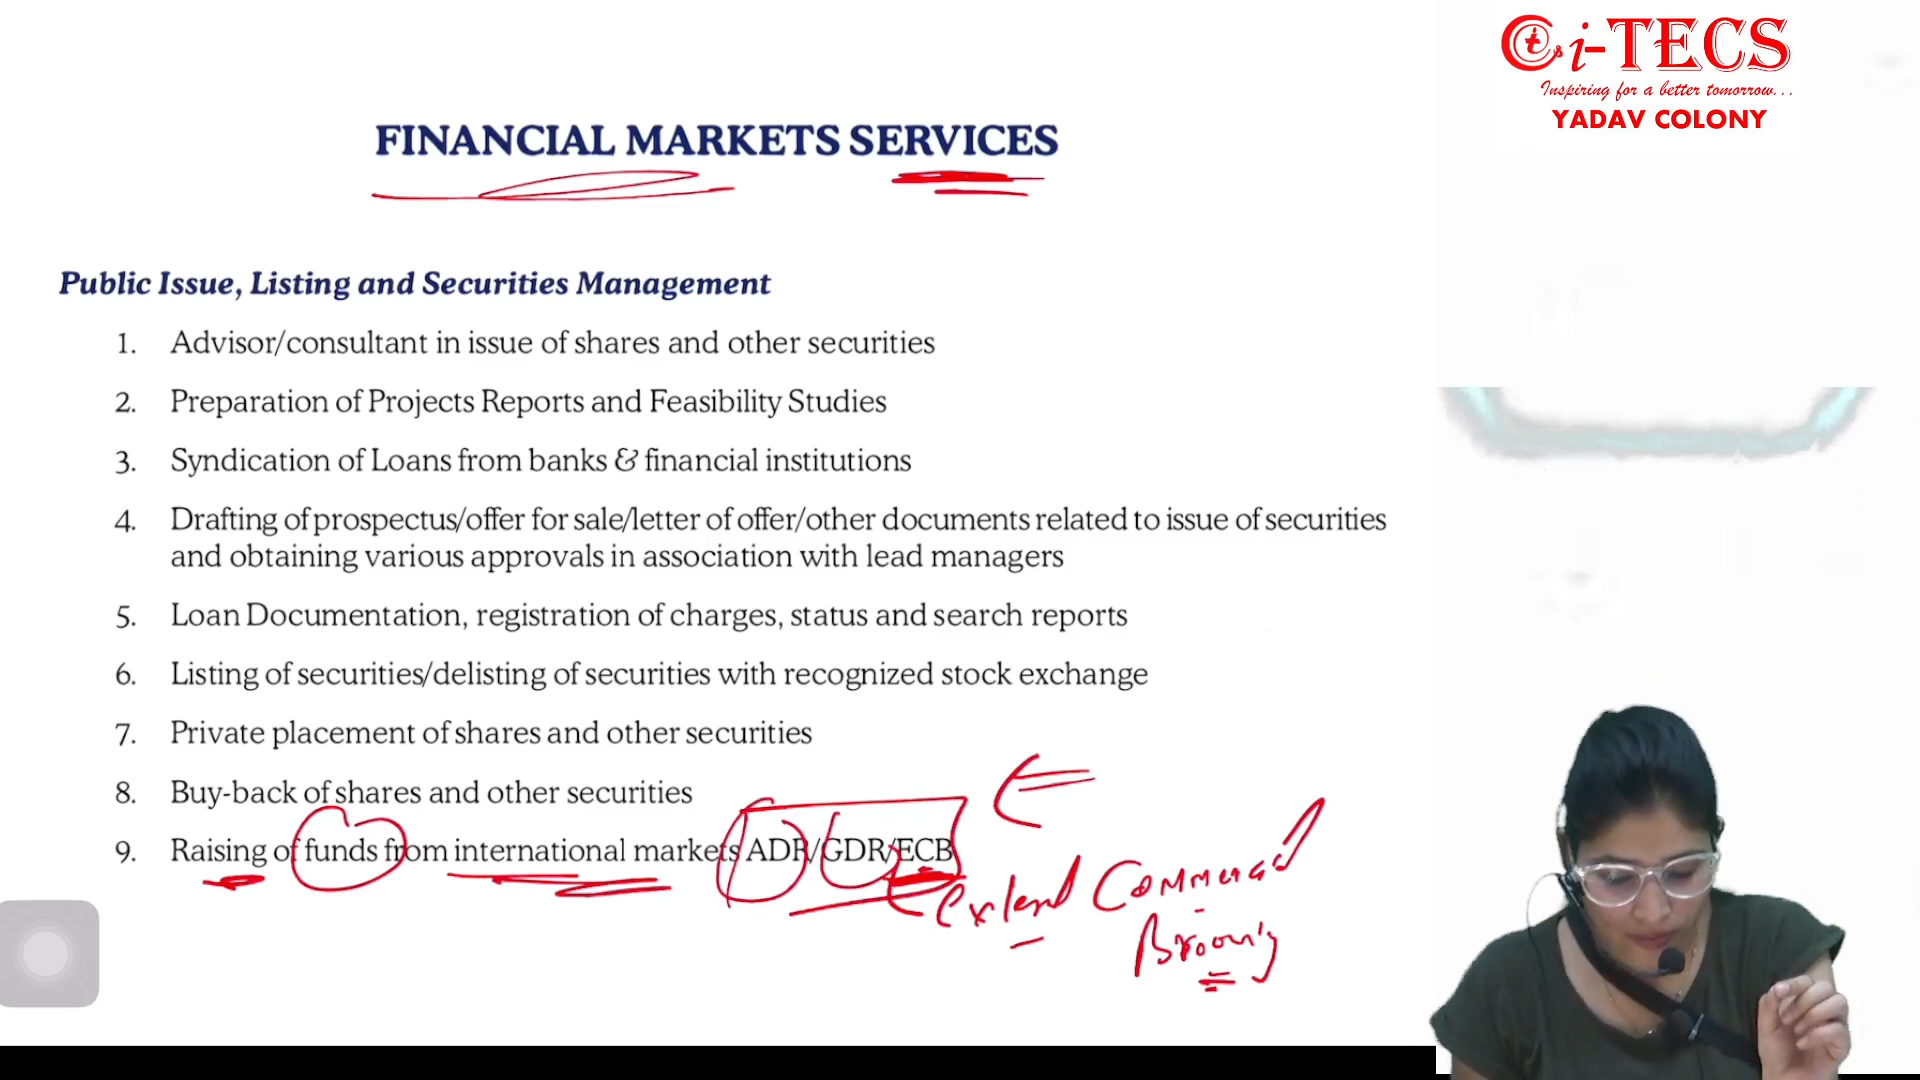 i-TECS
Inspiring for a better tomorrow...
YADAV COLONY
FINANCIAL MARKETS SERVICES
Public Issue, Listing and Securities Management
1. Advisor/consultant in issue of shares and other securities
2. Preparation of Projects Reports and Feasibility Studies
3. Syndication of Loans from banks & financial institutions
4. Drafting of prospectus/offer for sale/letter of offer/other documents related to issue of securities
and obtaining various approvals in association with lead managers
5. Loan Documentation, registration of charges, status and search reports
6. Listing of securities/delisting of securities with recognized stock exchange
7. Private placement of shares and other securities
8. Buy-back of shares and other securities
9. Raising of funds from international markets ADR/GDR/ECB